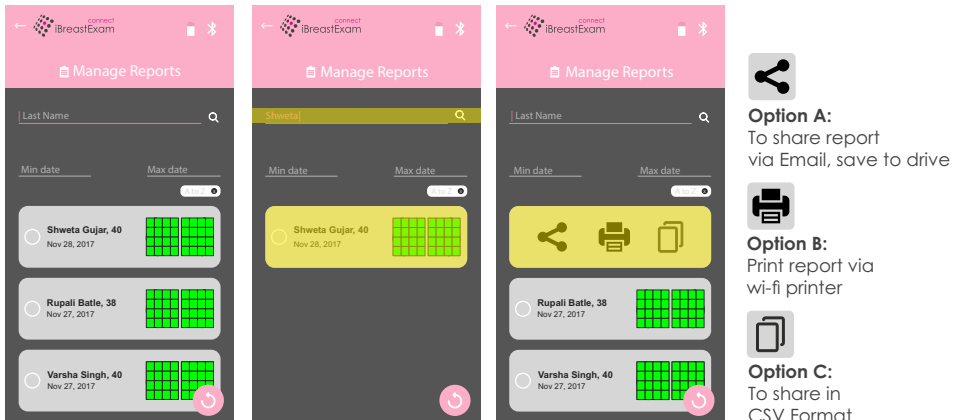 connect
iBreastExam
Manage Reports
Last Name
Min date
Max date
A to Z
Shweta Gujar, 40
Nov 28, 2017
Rupali Batle, 38
Nov 27, 2017
Varsha Singh, 40
Nov 27, 2017
connect
iBreastExam
Manage Reports
Shweta
Min date
Max date
A to Z
Shweta Gujar, 40
Nov 28, 2017
connect
iBreastExam
Manage Reports
Last Name
Min date
Max date
A to Z
Rupali Batle, 38
Nov 27, 2017
Varsha Singh, 40
Nov 27, 2017
Option A:
To share report
via Email, save to drive
Option B:
Print report via
wi-fi printer
Option C:
To share in
CSV Format